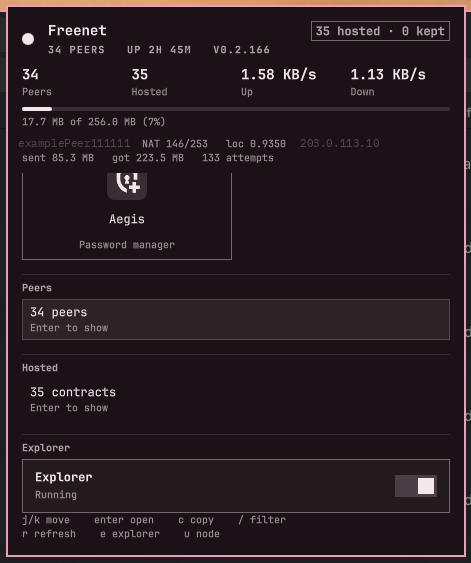 Freenet
35 hosted · 0 kept
34 PEERS UP 2H 45M V0.2.166
34 35 1.58 KB/s 1.13 KB/s
Peers Hosted Up Down
17.7 MB of 256.0 MB (7%)
examplePeer111111 NAT 146/253 loc 0.9350 203.0.113.10
sent 85.3 MB got 223.5 MB 133 attempts
Aegis
Password manager
Peers
34 peers
Enter to show
Hosted
35 contracts
Enter to show
Explorer
Explorer
Running
j/k move enter open c copy / filter
r refresh e explorer u node